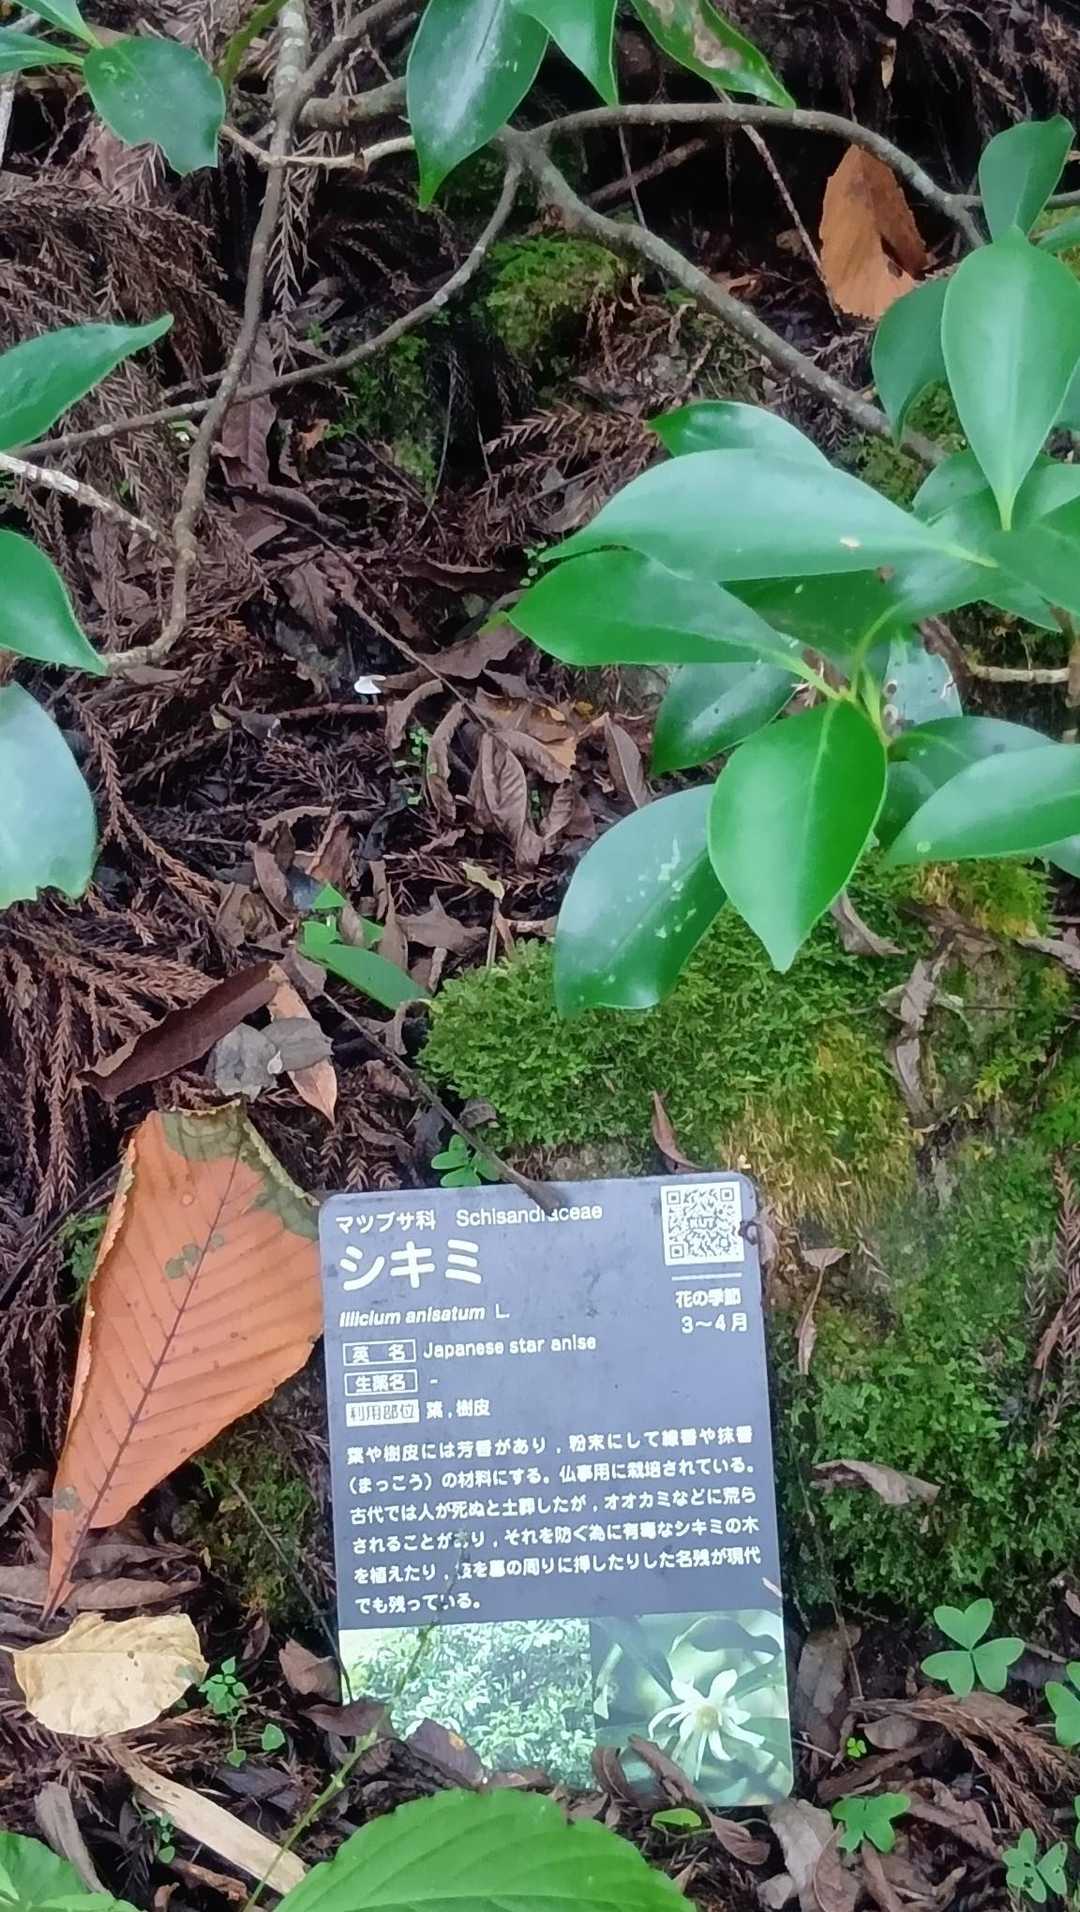 マツブサ科 Schisandraceae
シキミ
Illicium anisatum L.
英 名 Japanese star anise
生薬名 -
利用部位 葉,樹皮
KUT
花の季節
3~4月
葉や樹皮には芳香があり,粉末にして線香や抹香
(まっこう)の材料にする。仏事用に栽培されている。
古代では人が死ぬと土葬したが,オオカミなどに荒ら
されることがあり,それを防ぐ為に有毒なシキミの木
を植えたり,枝を墓の周りに挿したりした名残が現代
でも残っている。